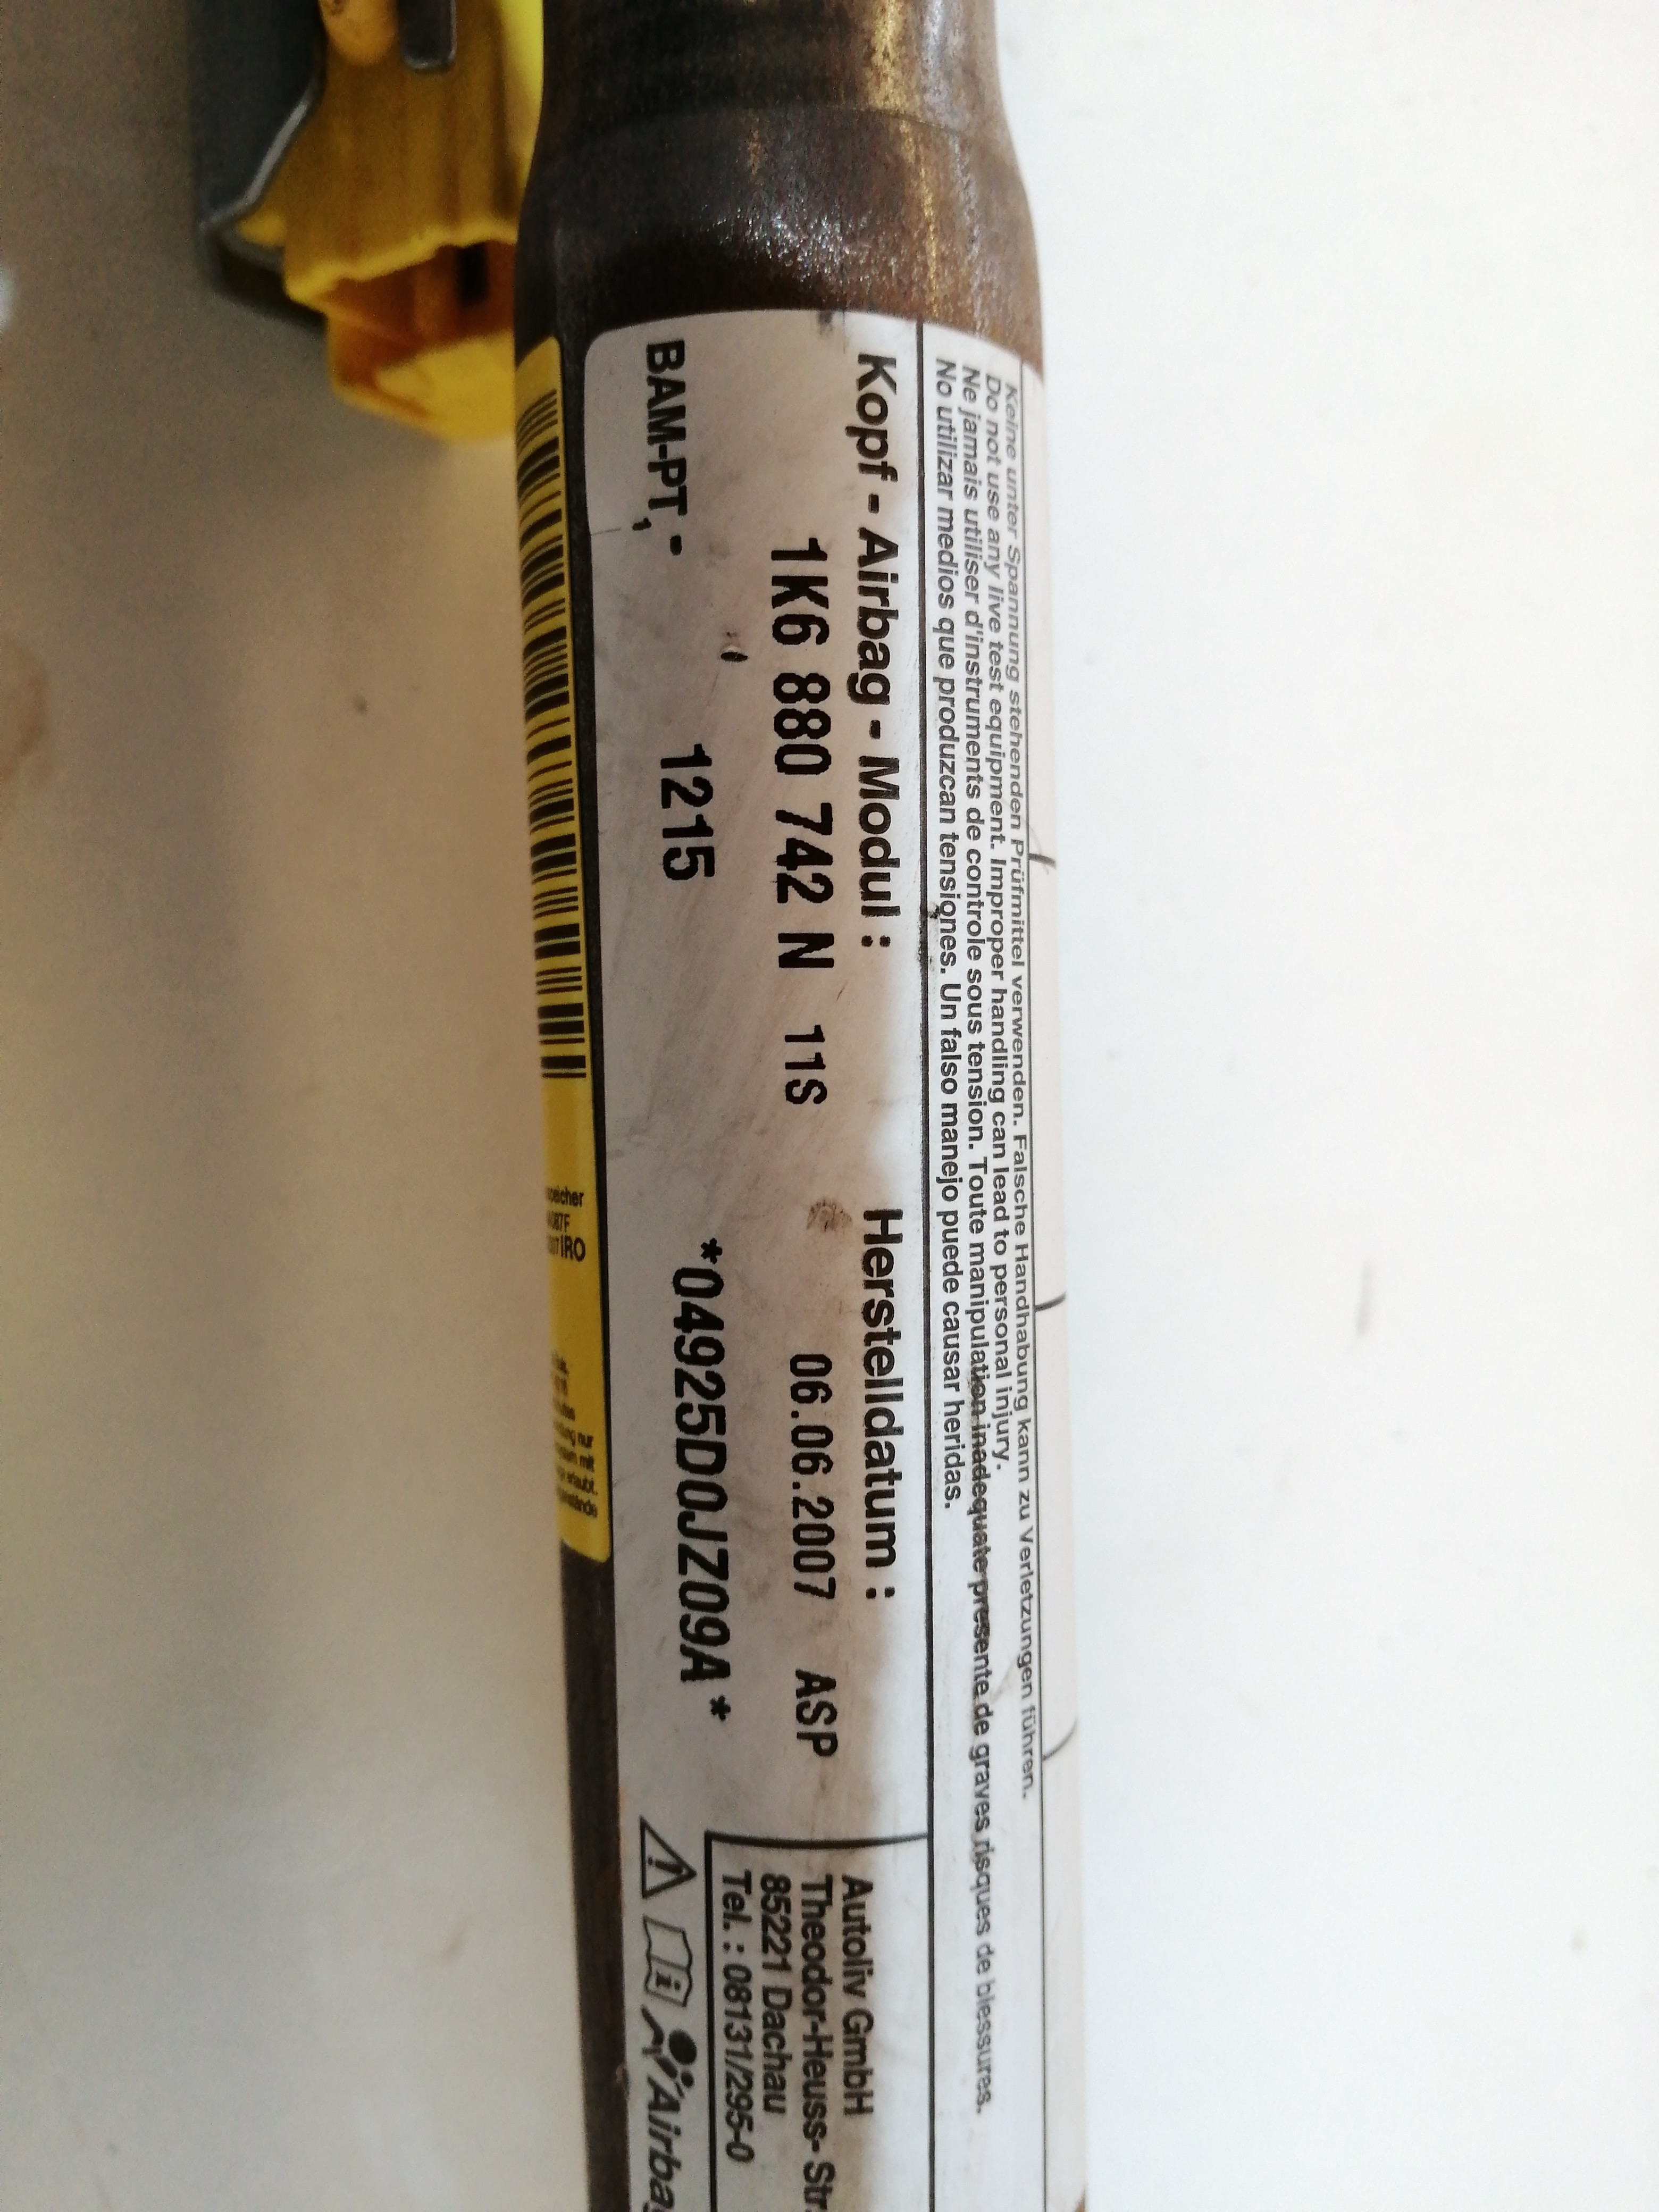 Keine unter Spannung stehenden Prüfmittel verwenden. Falsche Handhabung kann zu Verletzungen führen.
Do not use any live test equipment. Improper handling can lead to personal injury.
Ne jamais utiliser d'instruments de controle sous tension. Toute manipulation inadequate presente de graves risques de blessures.
No utilizar medios que produzcan tensiones. Un falso manejo puede causar heridas.
Kopf - Airbag - Modul :
1K6 880 742 N 11S
BAM-PT, -
1215
Herstelldatum :
06.06.2007 ASP
*04925D0JZ09A*
Autoliv GmbH
Theodor-Heuss- Str.
85221 Dachau
Tel. : 08131/295-0
Airbag
IRO